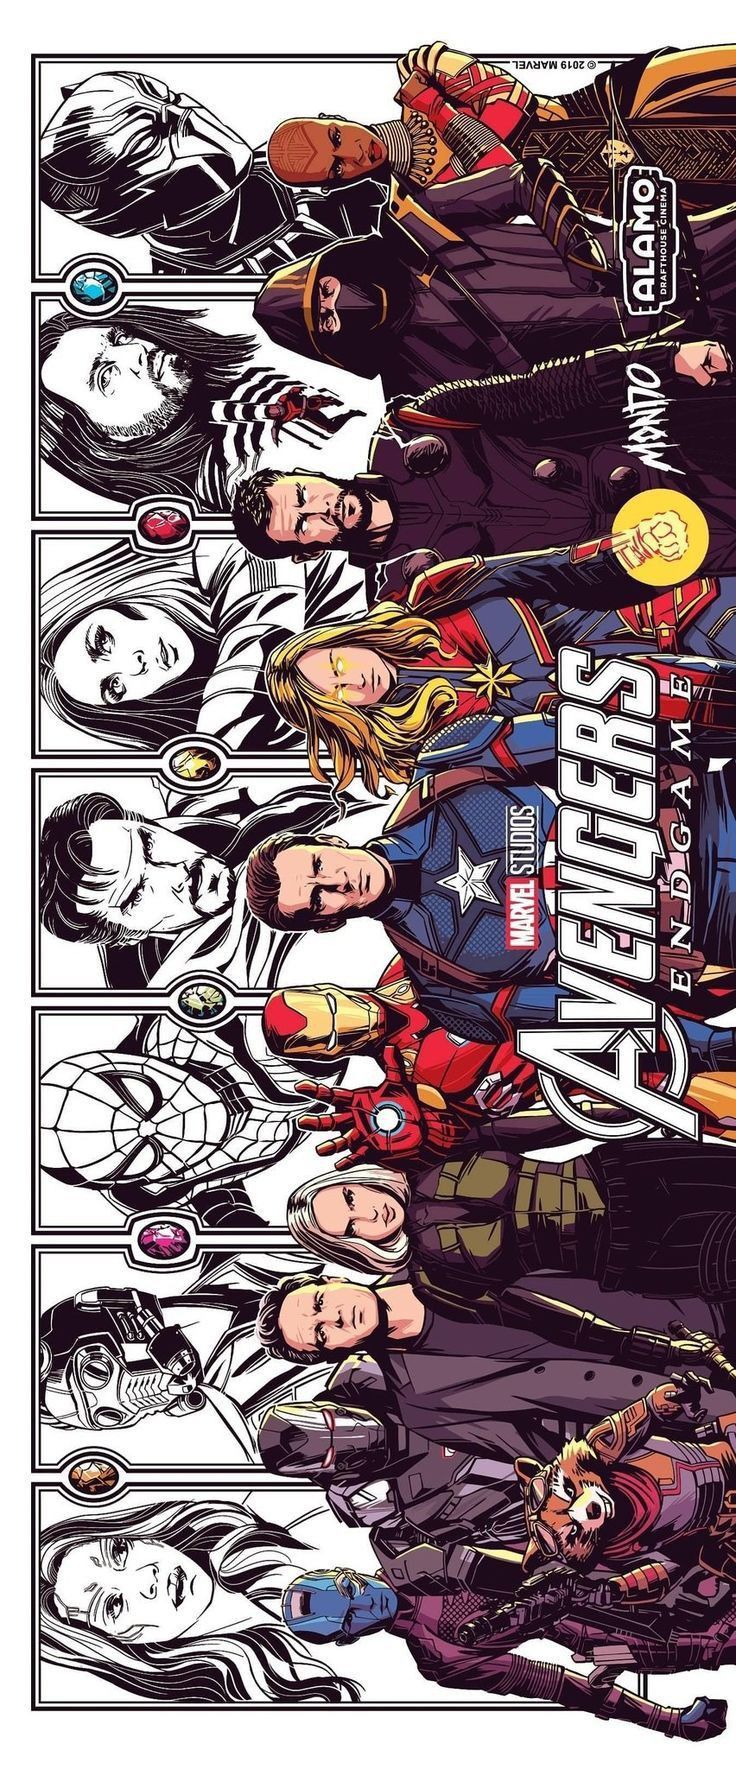 MARVEL STUDIOS
AVENGERS
ENDGAME
© 2019 MARVEL
MONDO
ALAMO
DRAFTHOUSE CINEMA